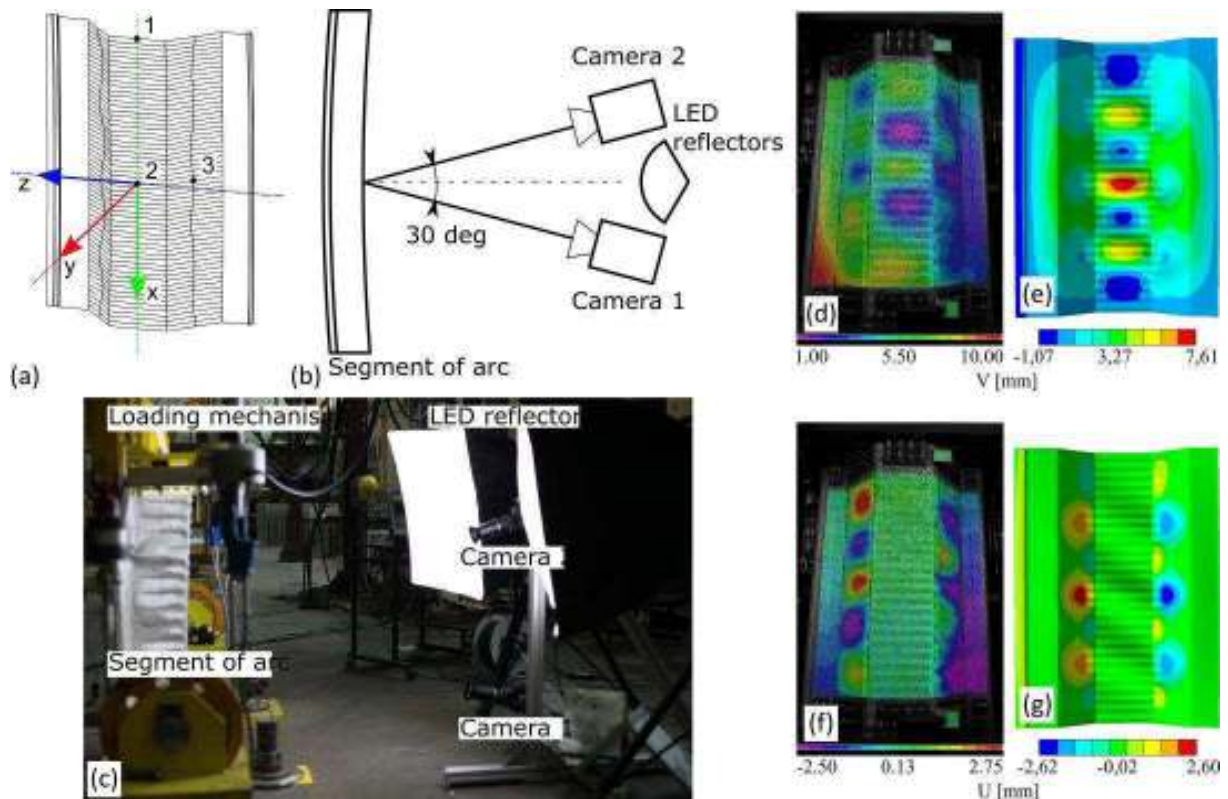 1
2
3
z
y
x
(a)
Camera 2
LED
reflectors
30 deg
Camera 1
(b)
Segment of arc
Loading mechanis
LED reflector
Camera
Segment of arc
Camera 1
(c)
(d)
1.00 5.50 10.00
(e)
-1,07 3,27 7,61
V [mm]
(f)
-2.50 0.13 2.75
(g)
-2,62 -0,02 2,60
U [mm]